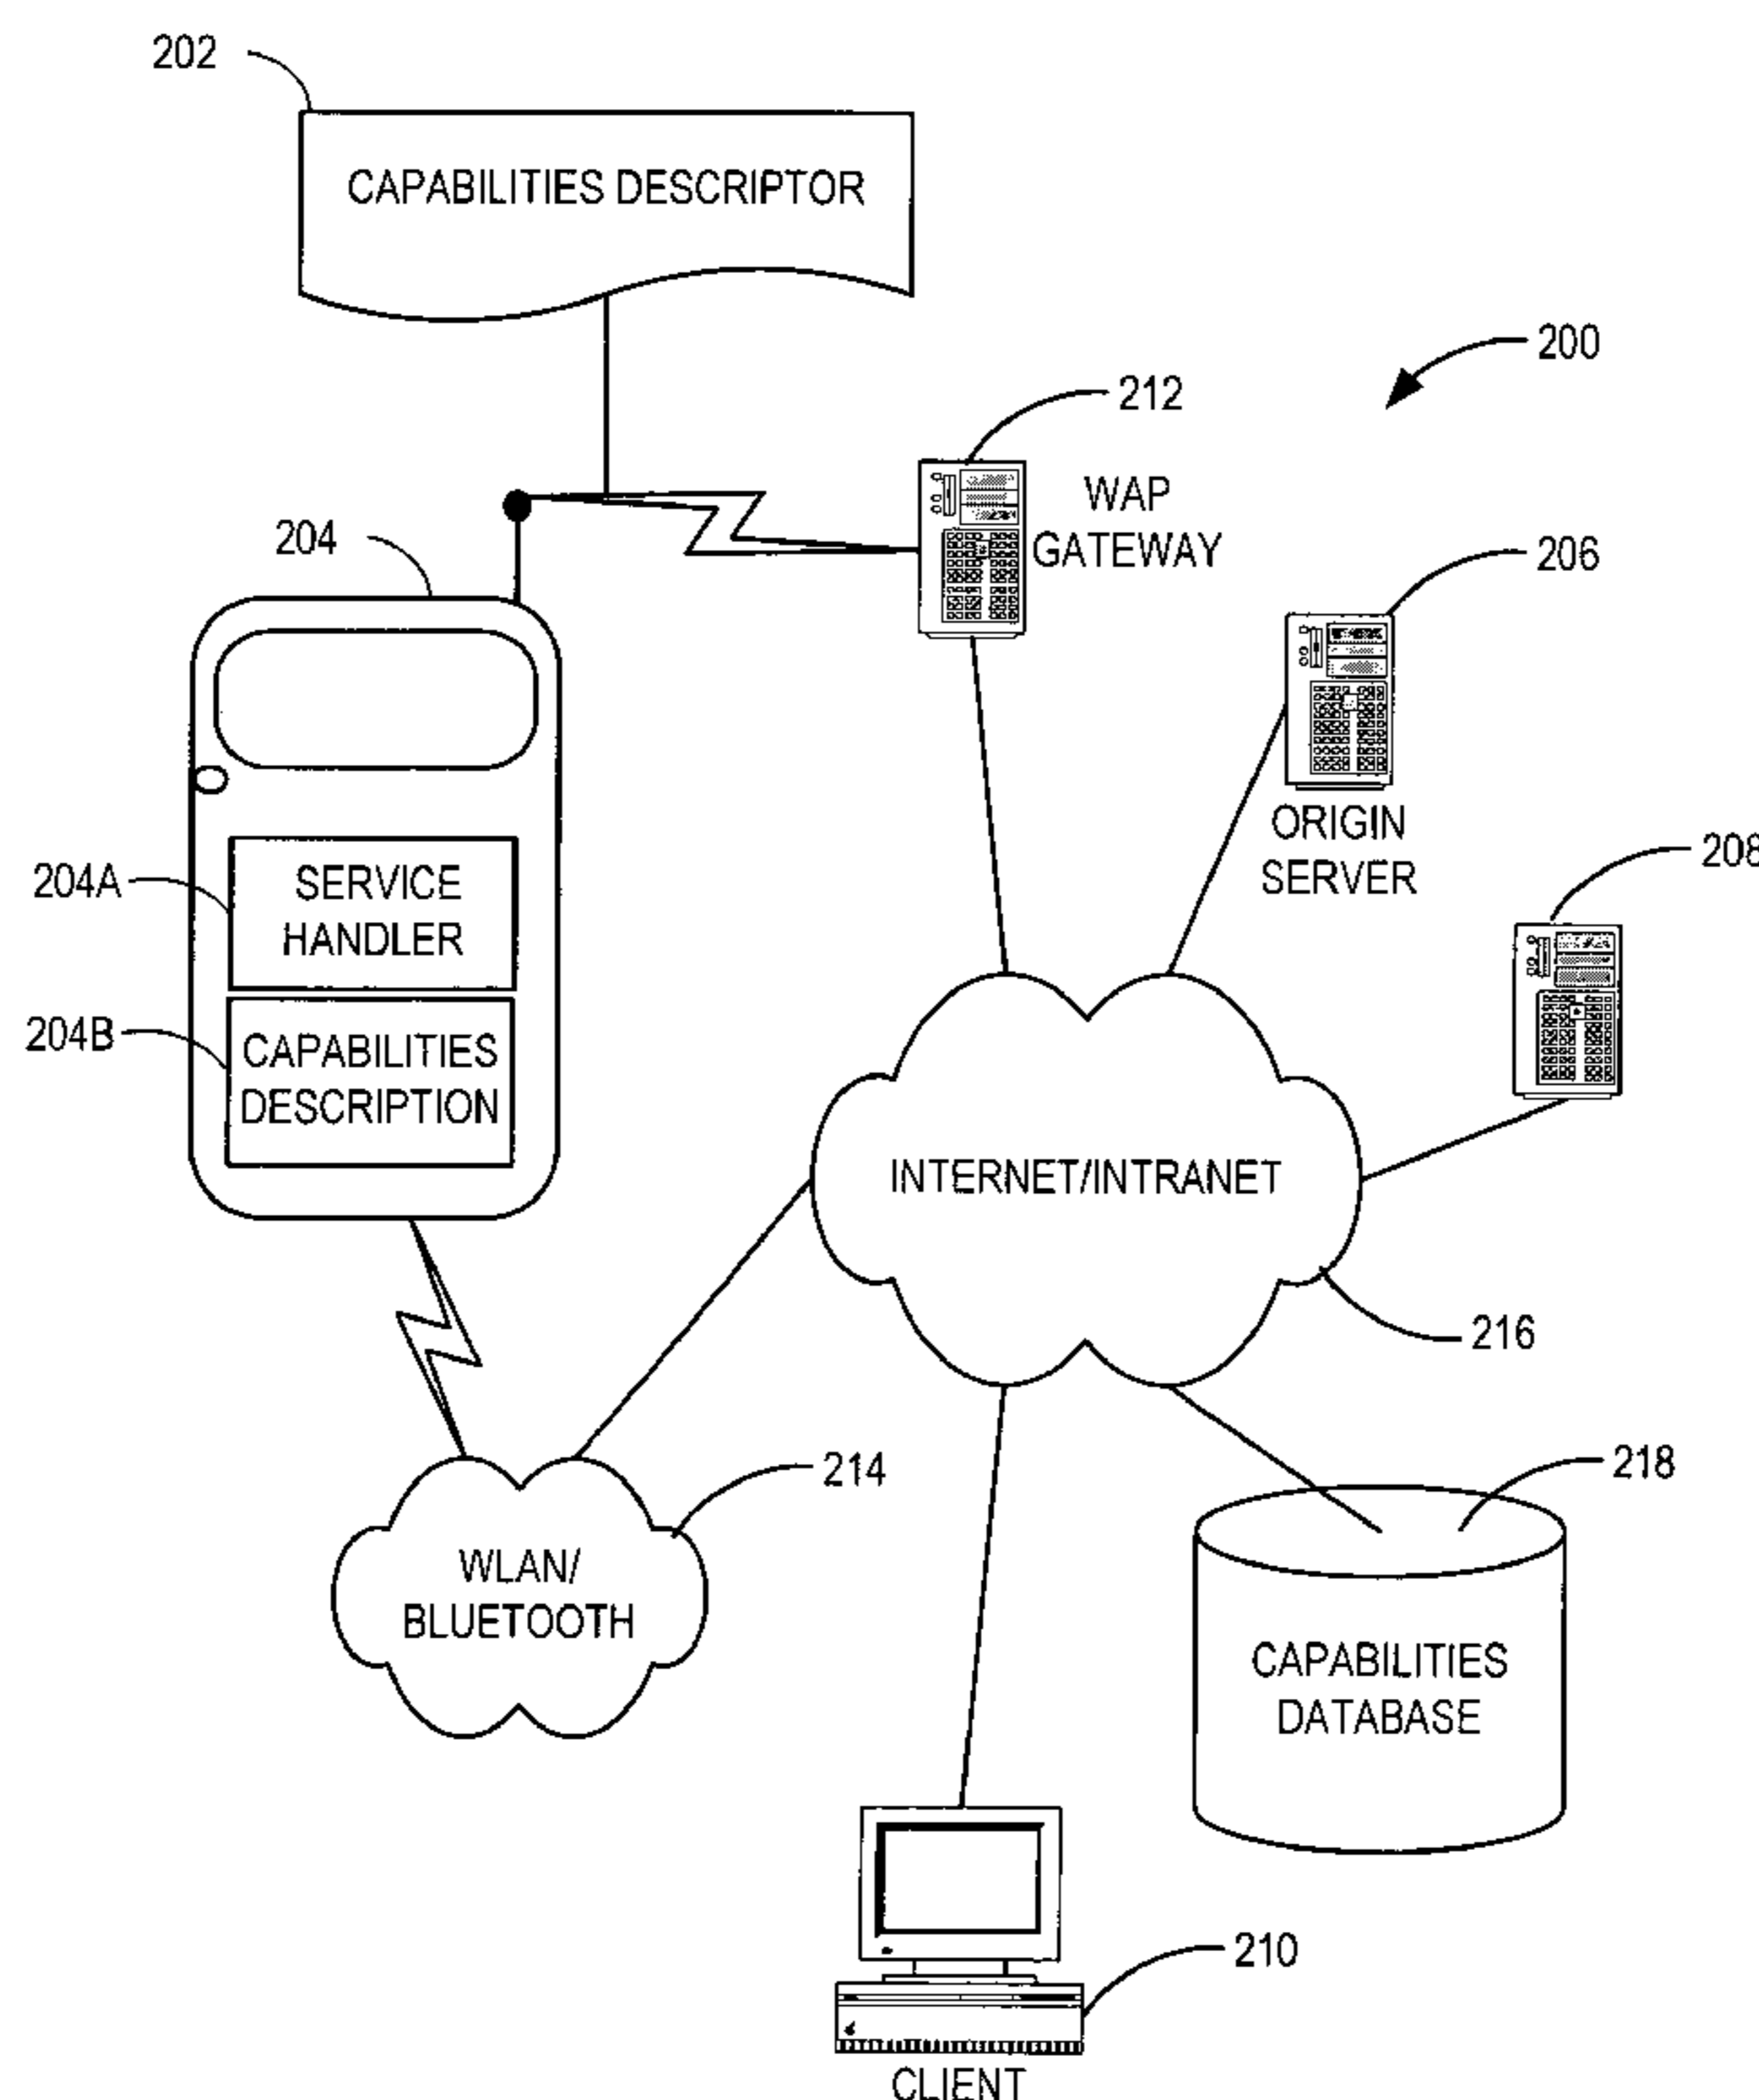 202
CAPABILITIES DESCRIPTOR
200
212
WAP
GATEWAY
204
206
ORIGIN
SERVER
208
204A
SERVICE
HANDLER
204B
CAPABILITIES
DESCRIPTION
INTERNET/INTRANET
216
214
218
WLAN/
BLUETOOTH
CAPABILITIES
DATABASE
210
CLIENT